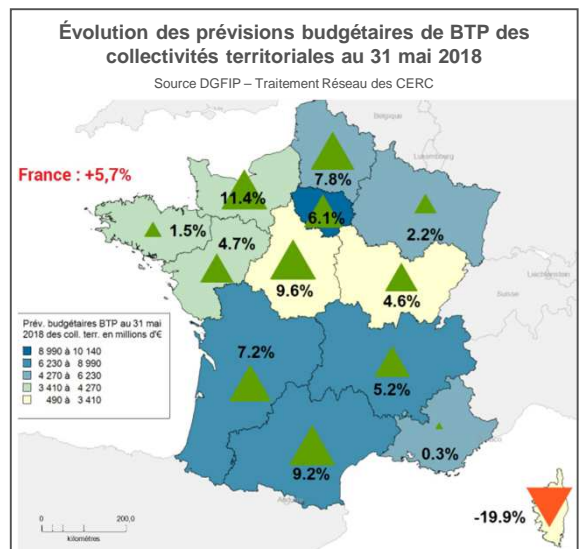 Évolution des prévisions budgétaires de BTP des
collectivités territoriales au 31 mai 2018
Source DGFIP – Traitement Réseau des CERC
Belgique
Luxembourg
France : +5,7%
7.8%
11.4%
6.1%
1.5%
2.2%
4.7%
9.6%
4.6%
Liechtenstein
Suisse
Prév. budgétaires BTP au 31 mai
2018 des coll. terr. en millions d'€
8 990 à 10 140
6 230 à 8 990
4 270 à 6 230
3 410 à 4 270
490 à 3 410
7.2%
5.2%
0.3%
9.2%
-19.9%
0
200,0
kilomètres